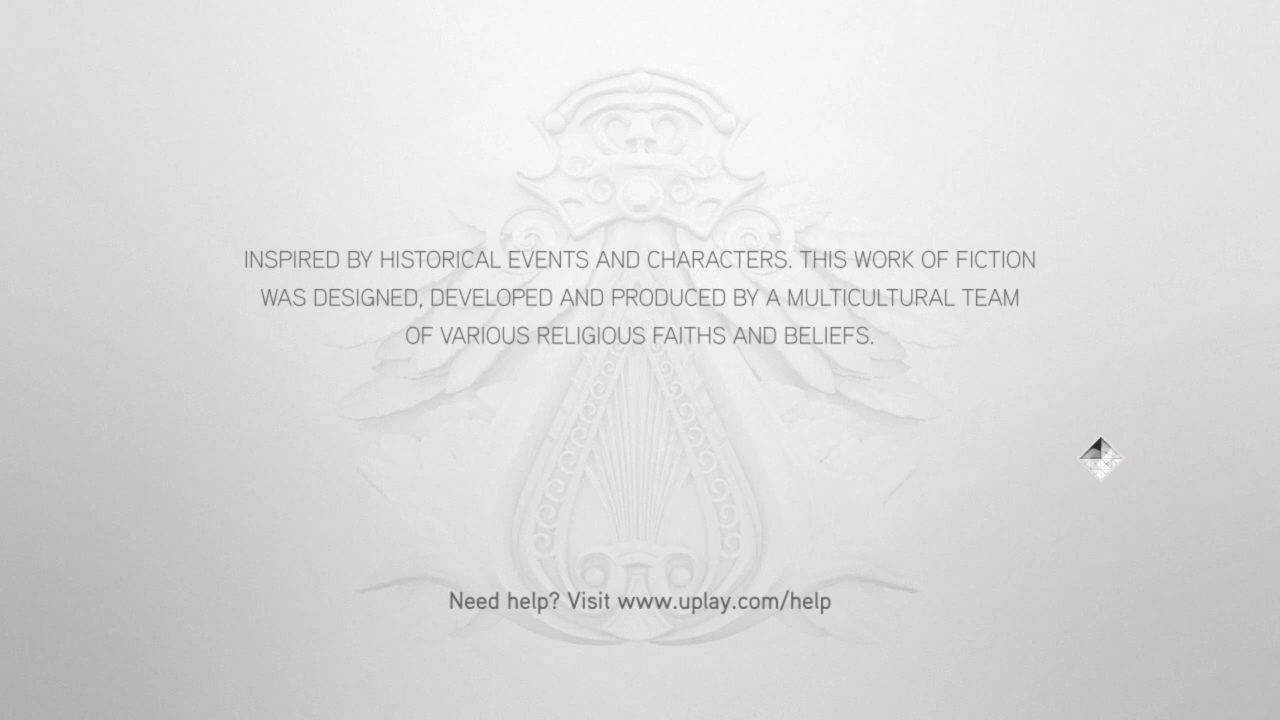 INSPIRED BY HISTORICAL EVENTS AND CHARACTERS. THIS WORK OF FICTION
WAS DESIGNED, DEVELOPED AND PRODUCED BY A MULTICULTURAL TEAM
OF VARIOUS RELIGIOUS FAITHS AND BELIEFS.
Need help? Visit www.uplay.com/help